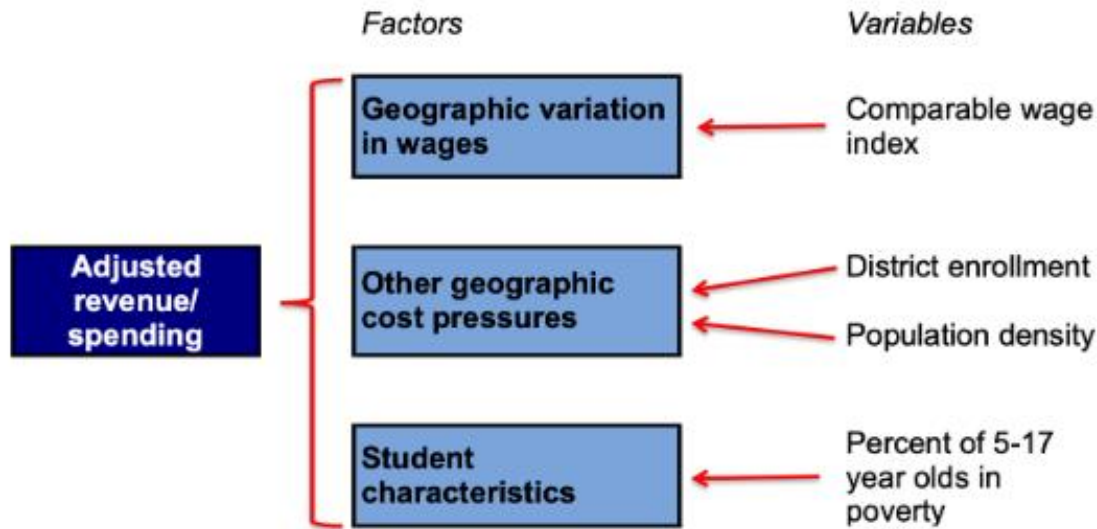 Factors
Variables
Geographic variation
in wages
Comparable wage
index
Adjusted
revenue/
spending
Other geographic
cost pressures
District enrollment
Population density
Student
characteristics
Percent of 5-17
year olds in
poverty